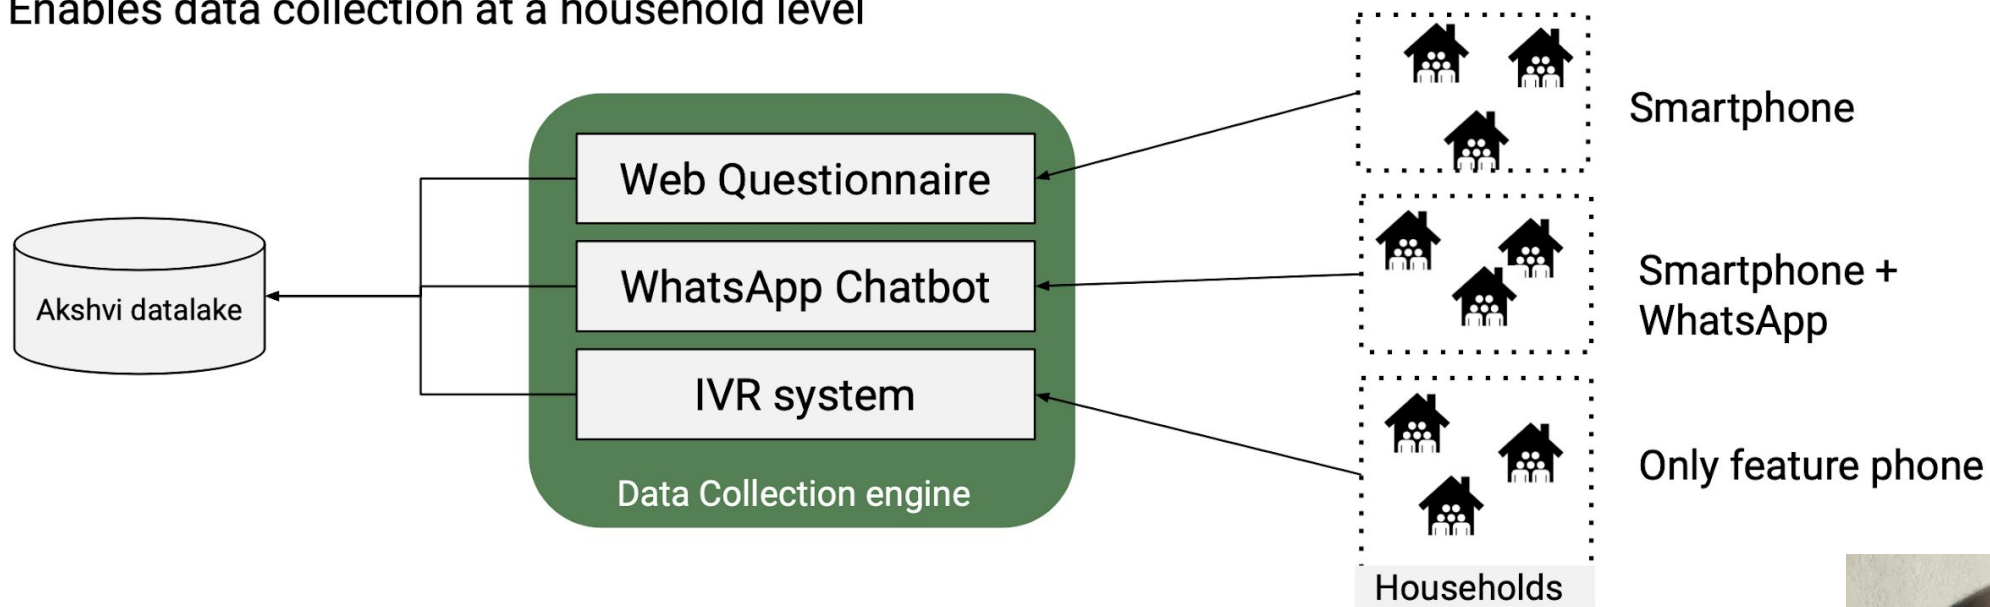 Enables data collection at a household level
Web Questionnaire
WhatsApp Chatbot
IVR system
Data Collection engine
Akshvi datalake
Smartphone
Smartphone +
WhatsApp
Only feature phone
Households